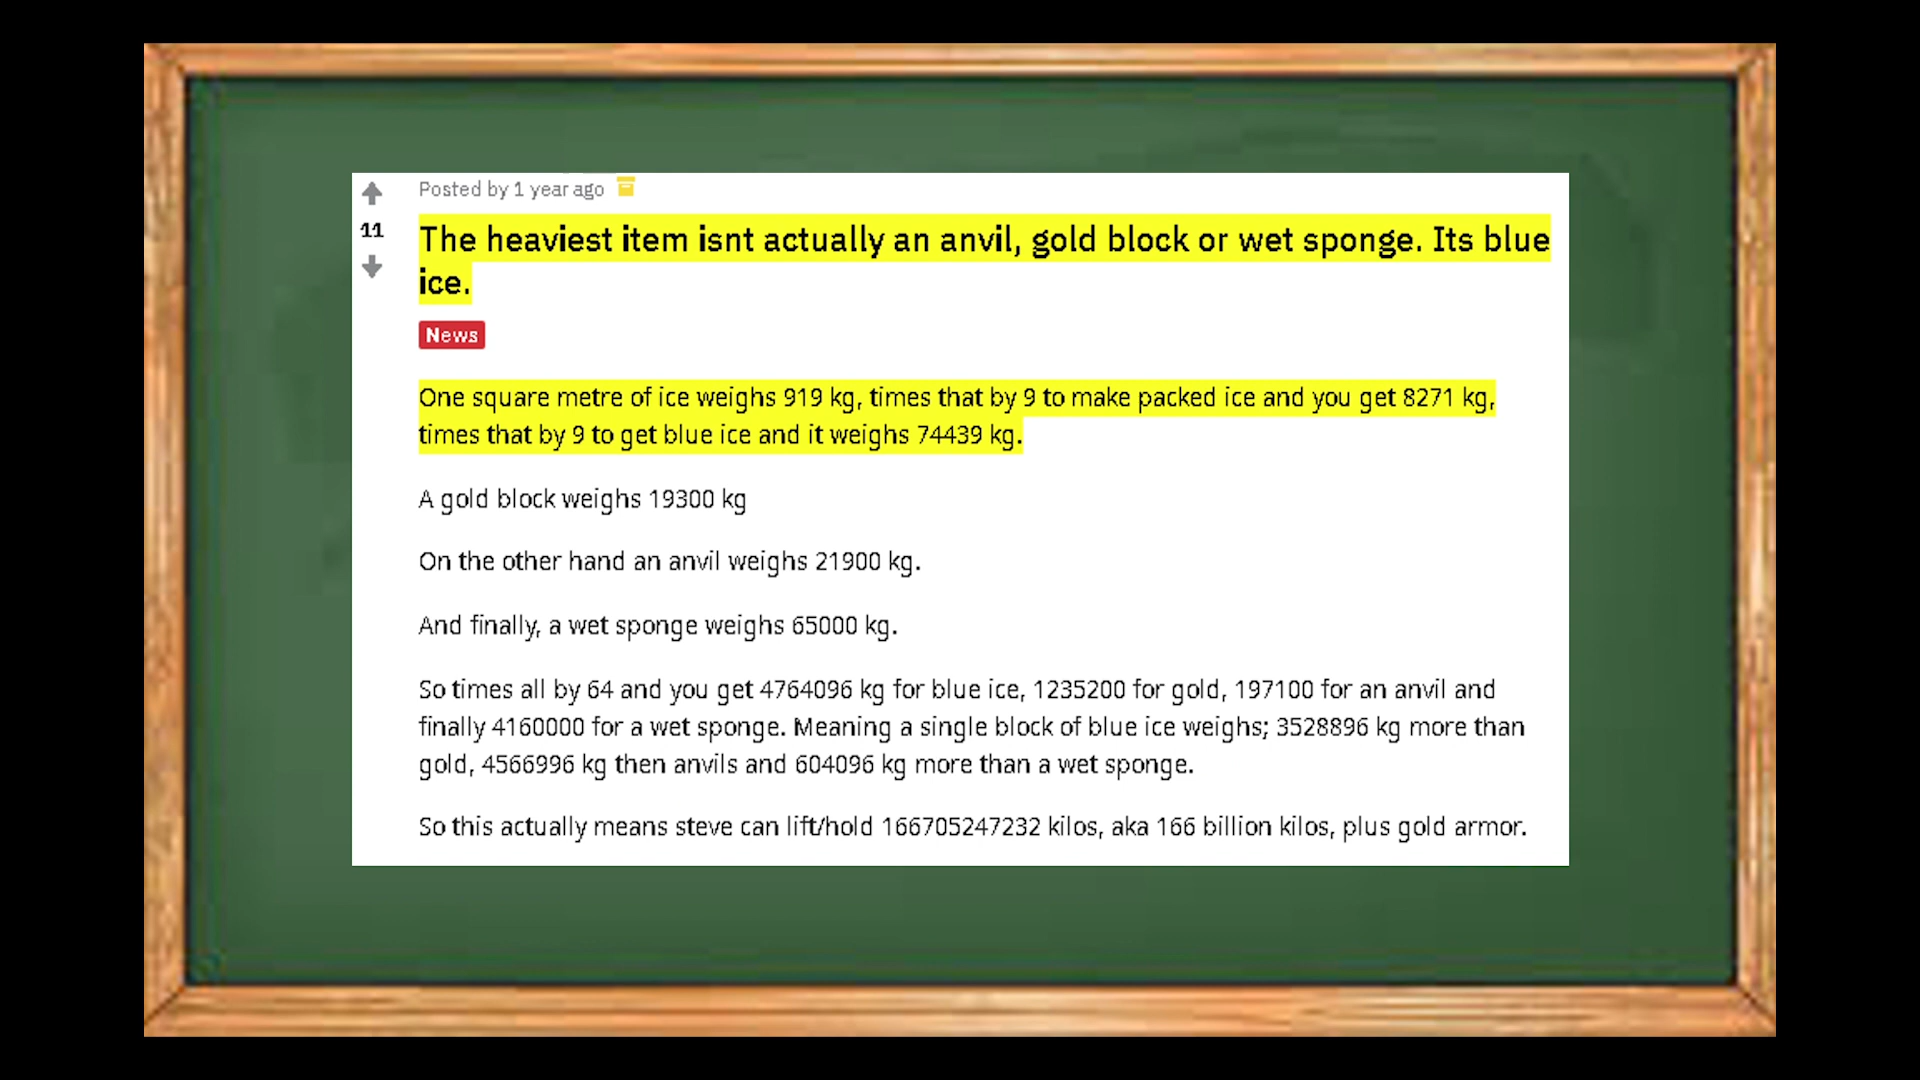 Posted by 1 year ago
11
The heaviest item isnt actually an anvil, gold block or wet sponge. Its blue
ice.
News
One square metre of ice weighs 919 kg, times that by 9 to make packed ice and you get 8271 kg,
times that by 9 to get blue ice and it weighs 74439 kg.
A gold block weighs 19300 kg
On the other hand an anvil weighs 21900 kg.
And finally, a wet sponge weighs 65000 kg.
So times all by 64 and you get 4764096 kg for blue ice, 1235200 for gold, 197100 for an anvil and
finally 4160000 for a wet sponge. Meaning a single block of blue ice weighs; 3528896 kg more than
gold, 4566996 kg then anvils and 604096 kg more than a wet sponge.
So this actually means steve can lift/hold 166705247232 kilos, aka 166 billion kilos, plus gold armor.